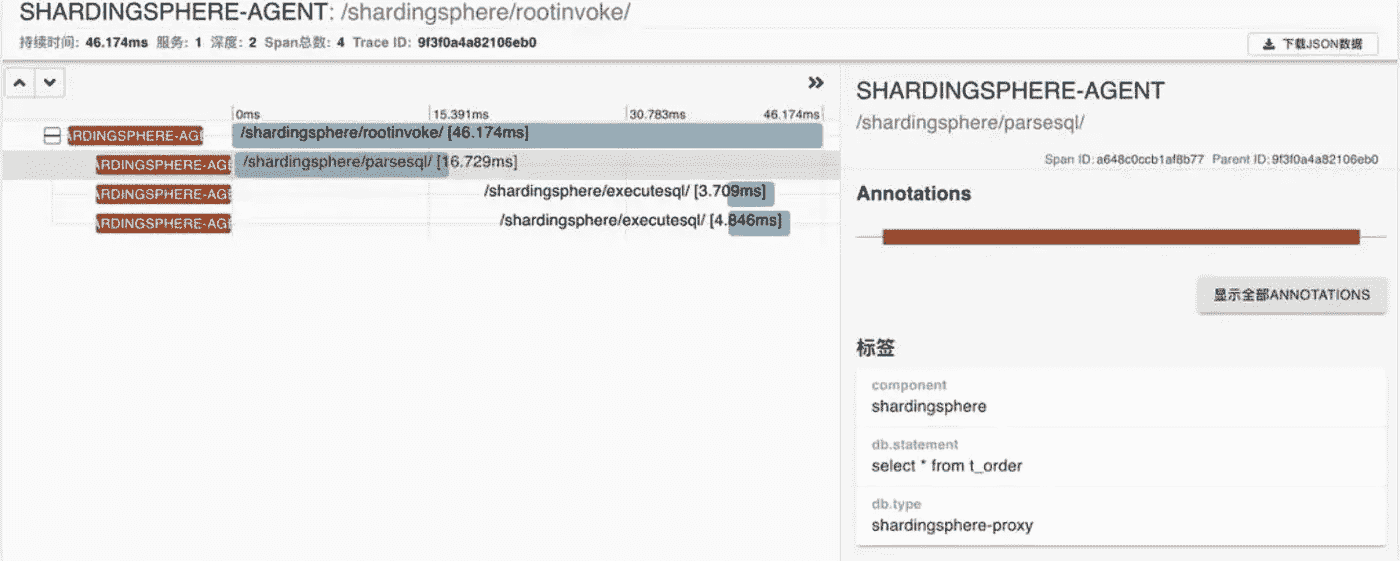 SHARDINGSPHERE-AGENT: /shardingsphere/rootinvoke/
持续时间: 46.174ms 服务: 1 深度: 2 Span总数: 4 Trace ID: 9f3f0a4a82106eb0
下载JSON数据
0ms 15.391ms 30.783ms 46.174ms
ARDINGSPHERE-AGE /shardingsphere/rootinvoke/ [46.174ms]
ARDINGSPHERE-AGE /shardingsphere/parsesql/ [16.729ms]
ARDINGSPHERE-AGE /shardingsphere/executesql/ [3.709ms]
ARDINGSPHERE-AGE /shardingsphere/executesql/ [4.846ms]
SHARDINGSPHERE-AGENT
/shardingsphere/parsesql/
Span ID: a648c0ccb1af8b77 Parent ID: 9f3f0a4a82106eb0
Annotations
显示全部ANNOTATIONS
标签
component
shardingsphere
db.statement
select * from t_order
db.type
shardingsphere-proxy